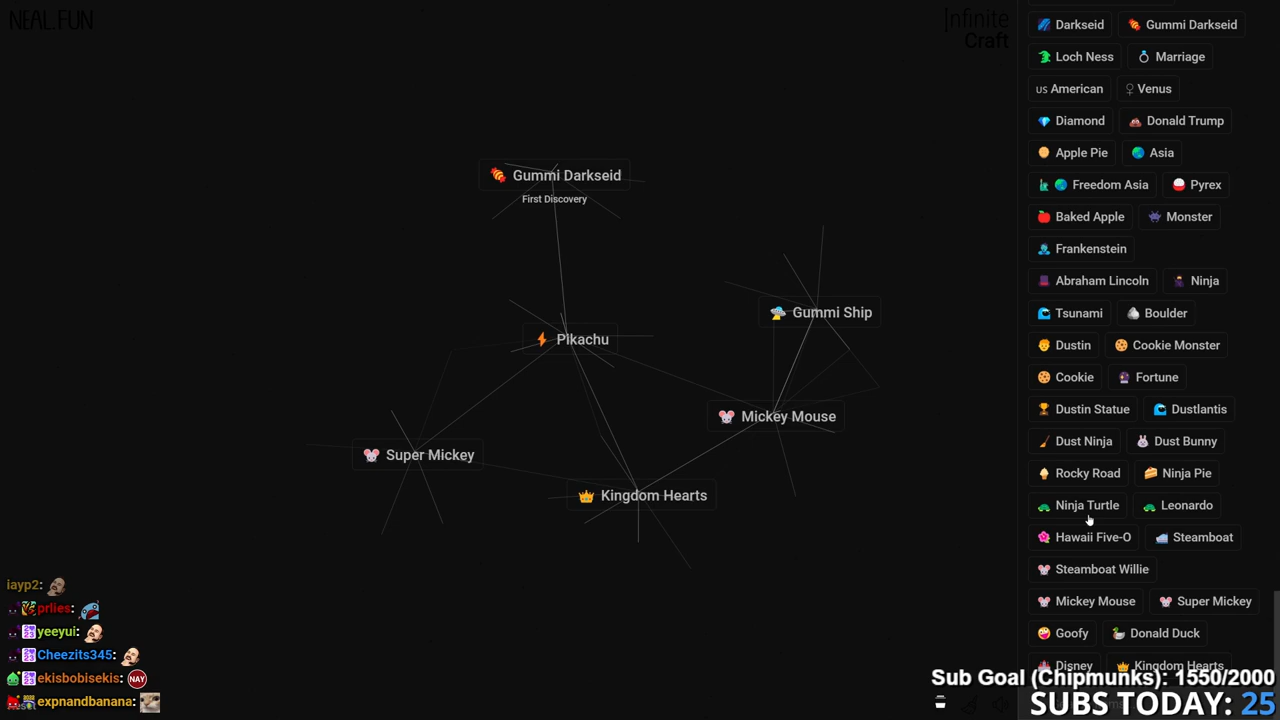 NEAL.FUN
Infinite
Craft
Gummi Darkseid
First Discovery
Gummi Ship
Pikachu
Mickey Mouse
Super Mickey
Kingdom Hearts
Darkseid Gummi Darkseid
Loch Ness Marriage
US American Venus
Diamond Donald Trump
Apple Pie Asia
Freedom Asia Pyrex
Baked Apple Monster
Frankenstein
Abraham Lincoln Ninja
Tsunami Boulder
Dustin Cookie Monster
Cookie Fortune
Dustin Statue Dustlantis
Dust Ninja Dust Bunny
Rocky Road Ninja Pie
Ninja Turtle Leonardo
Hawaii Five-O Steamboat
Steamboat Willie
Mickey Mouse Super Mickey
Goofy Donald Duck
Disney Kingdom Hearts
Sub Goal (Chipmunks): 1550/2000
SUBS TODAY: 25
iayp2:
prlies:
yeeyui:
Cheezits345:
ekisbobisekis: NAY
expnandbanana: